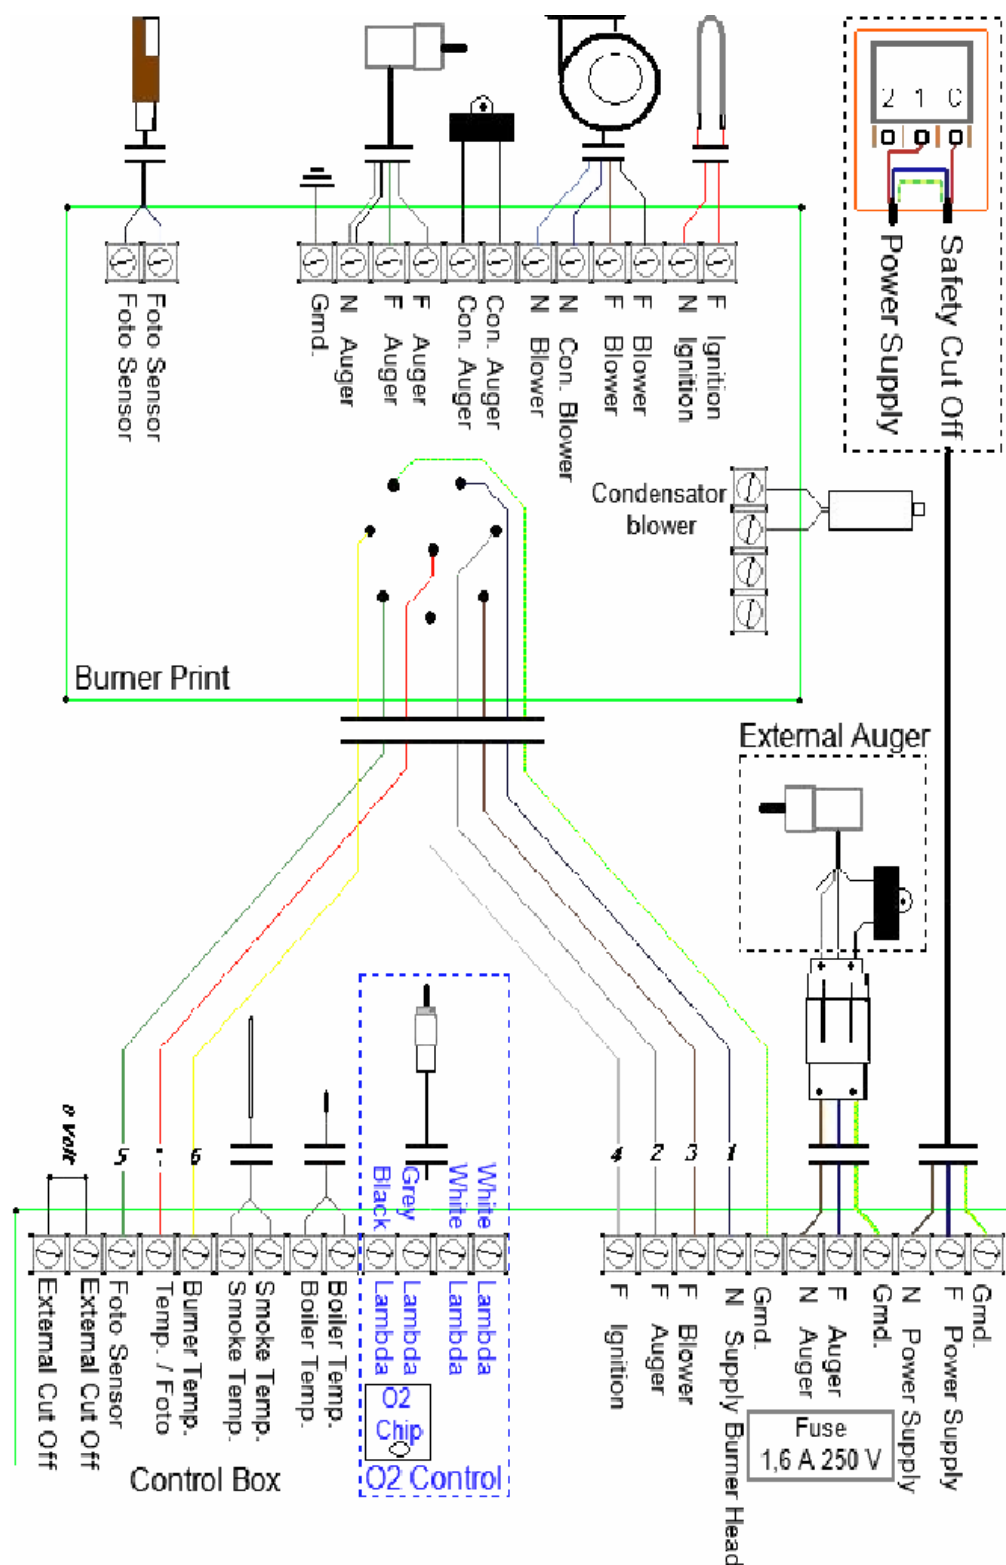 2 1 C
Power Supply
Safety Cut Off
Foto Sensor
Foto Sensor
Grnd.
N Auger
F Auger
F Auger
Con. Auger
Con. Auger
N Blower
N Con. Blower
F Blower
F Blower
N Ignition
F Ignition
Condensator
blower
Burner Print
External Auger
0 Volt
5
6
4
2
3
1
Black
Grey
White
White
External Cut Off
External Cut Off
Foto Sensor
Temp. / Foto
Burner Temp.
Smoke Temp.
Smoke Temp.
Boiler Temp.
Boiler Temp.
Lambda
Lambda
Lambda
Lambda
F Ignition
F Auger
F Blower
N Supply Burner Head
Grnd.
N Auger
F Auger
Grnd.
N Power Supply
F Power Supply
Grnd.
O2
Chip
O2 Control
Control Box
Fuse
1,6 A 250 V